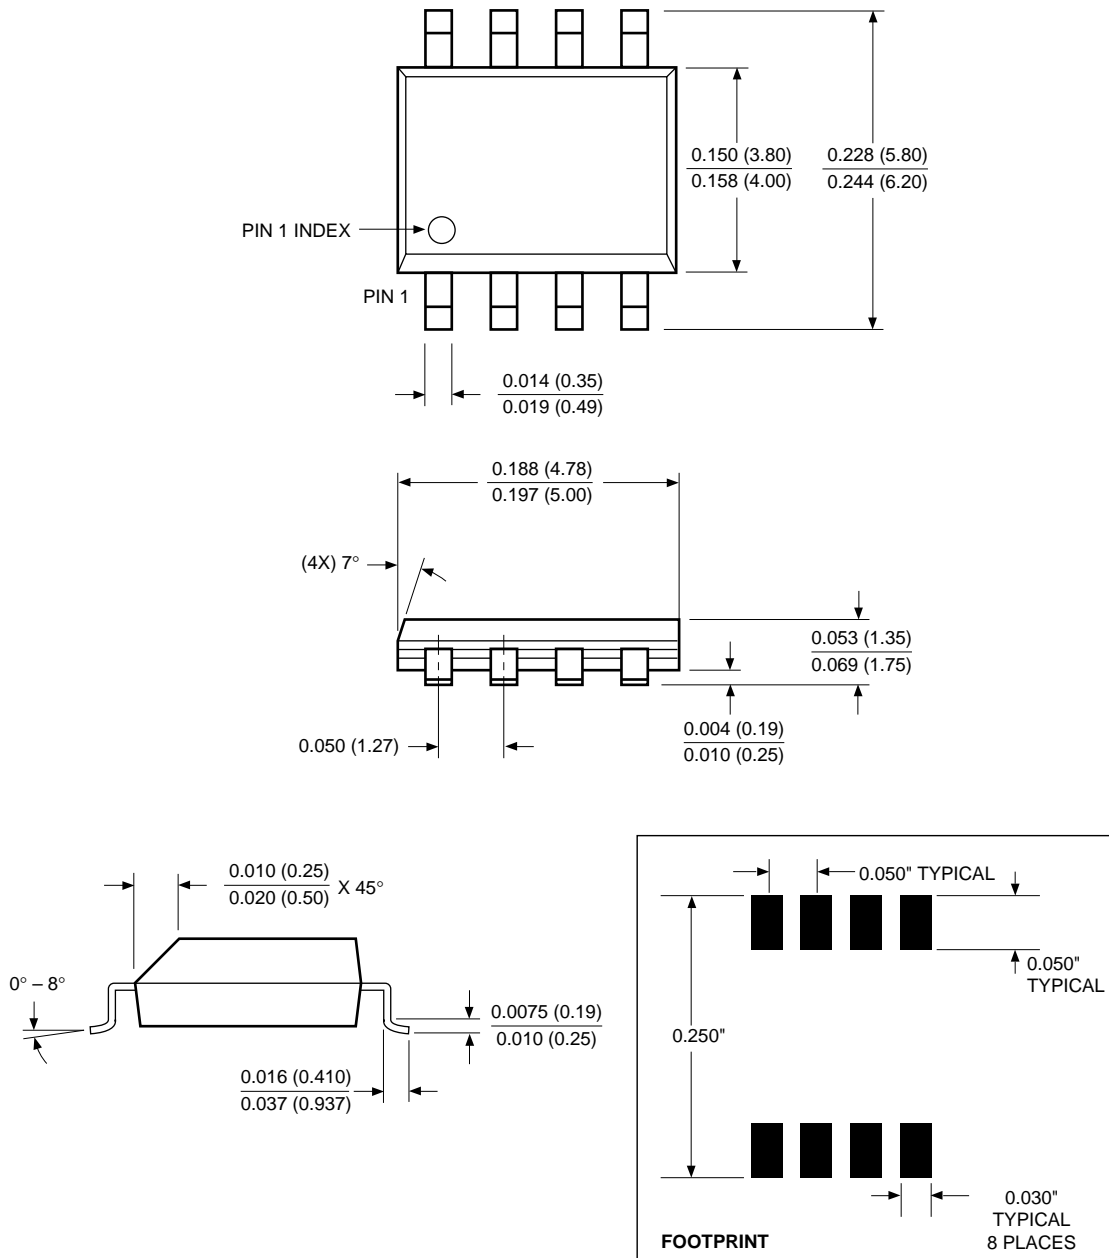 0.150 (3.80)
0.158 (4.00)
0.228 (5.80)
0.244 (6.20)
PIN 1 INDEX
PIN 1
0.014 (0.35)
0.019 (0.49)
0.188 (4.78)
0.197 (5.00)
(4X) 7°
0.053 (1.35)
0.069 (1.75)
0.004 (0.19)
0.010 (0.25)
0.050 (1.27)
0.010 (0.25)
0.020 (0.50)
X 45°
0° – 8°
0.0075 (0.19)
0.010 (0.25)
0.016 (0.410)
0.037 (0.937)
0.050" TYPICAL
0.050"
TYPICAL
0.250"
0.030"
TYPICAL
8 PLACES
FOOTPRINT